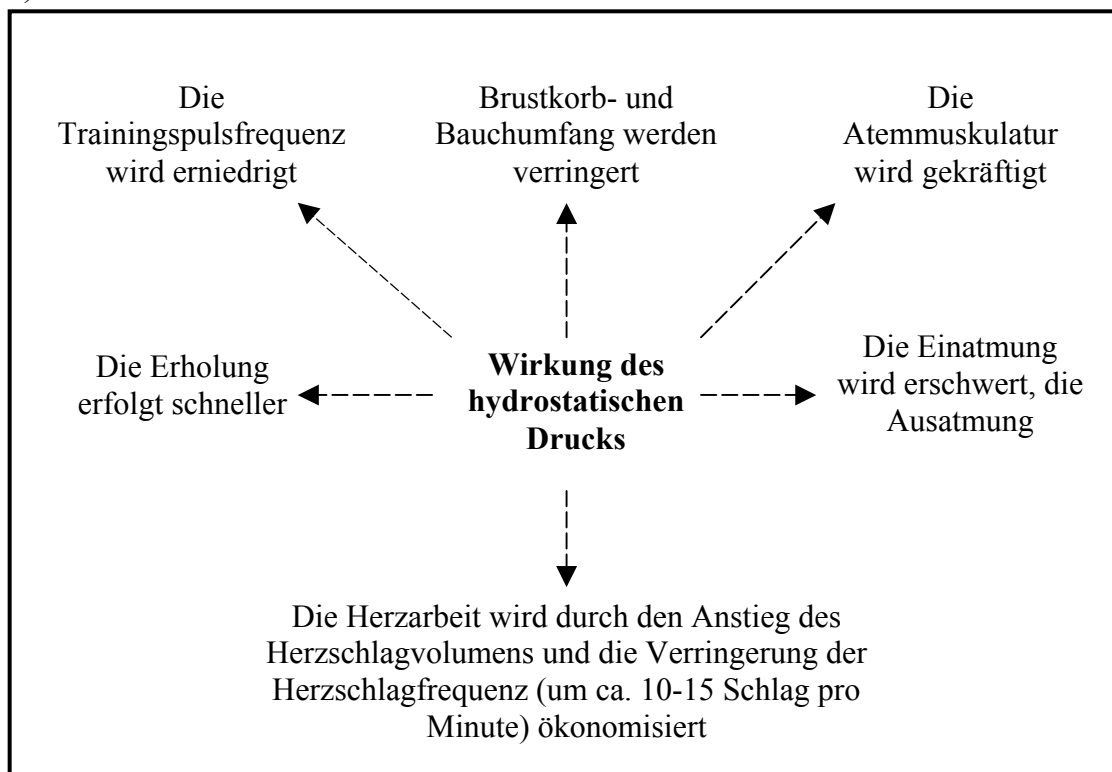 Die
Trainingspulsfrequenz
wird erniedrigt
Brustkorb- und
Bauchumfang werden
verringert
Die
Atemmuskulatur
wird gekräftigt
Die Erholung
erfolgt schneller
Wirkung des
hydrostatischen
Drucks
Die Einatmung
wird erschwert, die
Ausatmung
Die Herzarbeit wird durch den Anstieg des
Herzschlagvolumens und die Verringerung der
Herzschlagfrequenz (um ca. 10-15 Schlag pro
Minute) ökonomisiert